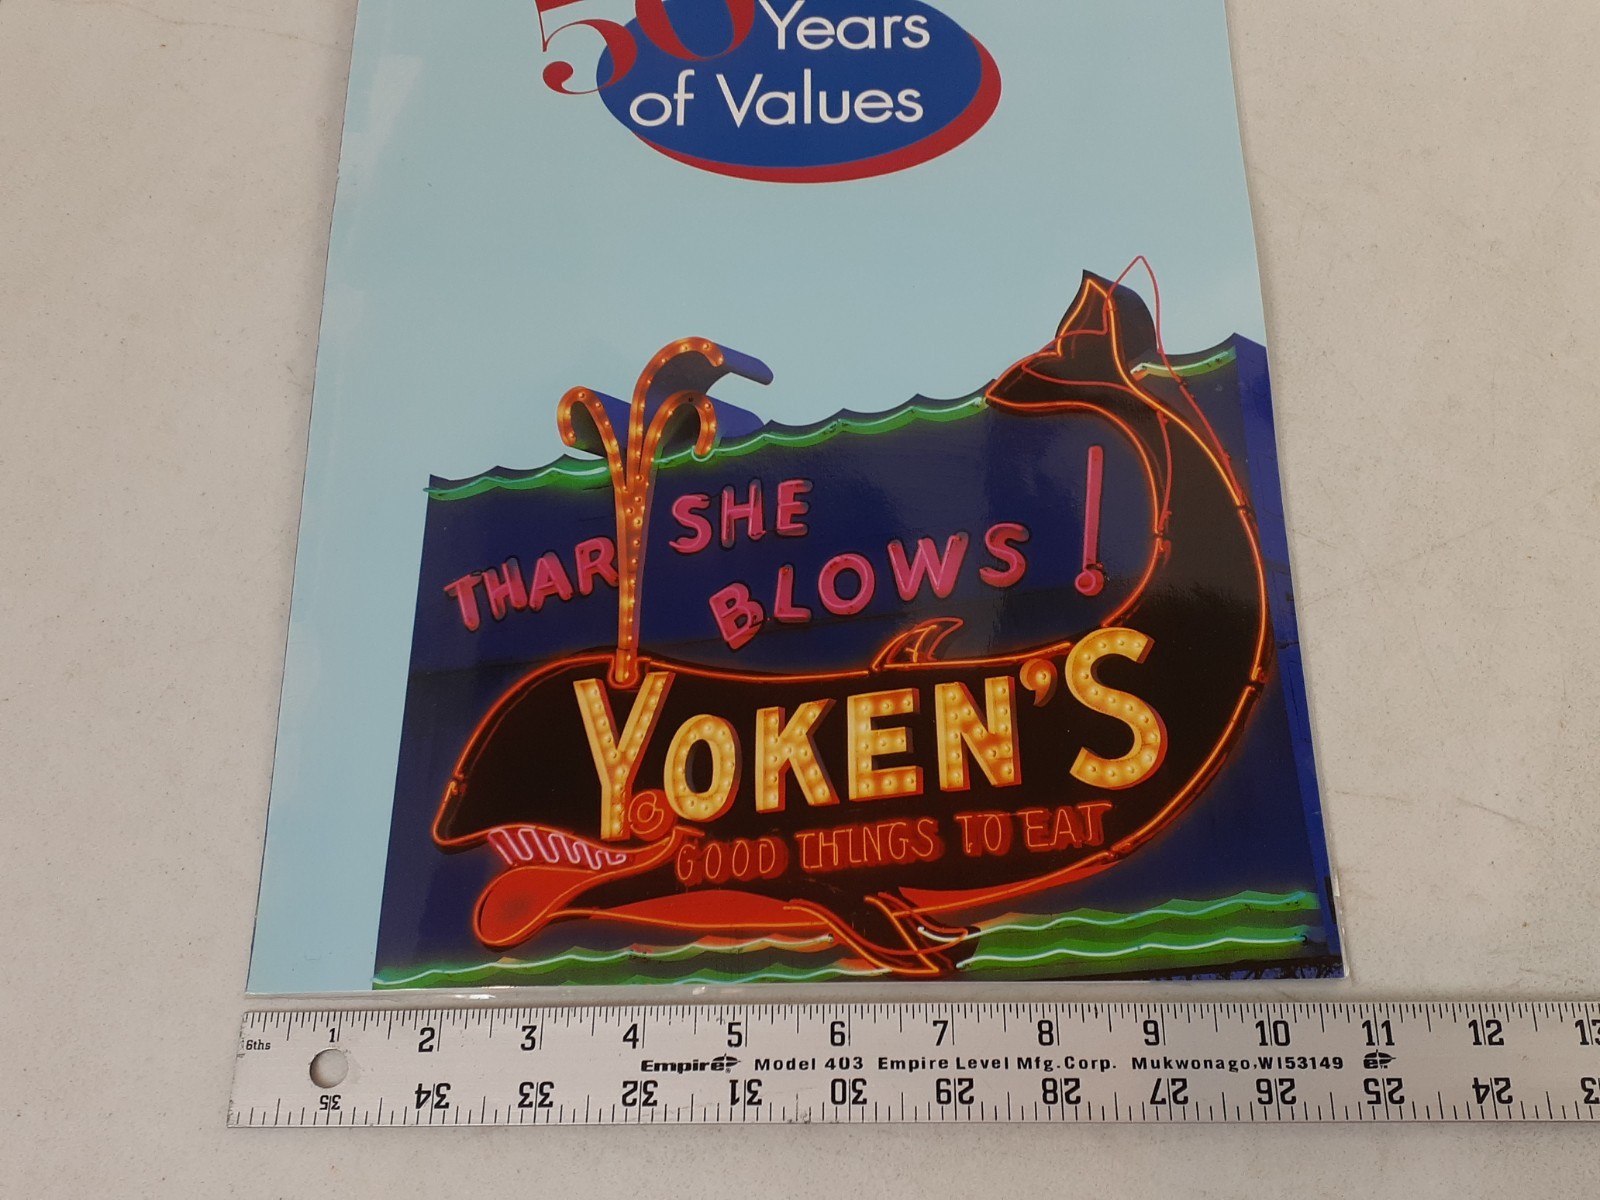 50 Years
of Values
THAR SHE
BLOWS!
YOKEN'S
GOOD THINGS TO EAT
1 2 3 4 5 6 7 8 9 10 11 12 13
6ths
Empire Model 403 Empire Level Mfg. Corp. Mukwonago, WI 53149 e
35 34 33 32 31 30 29 28 27 26 25 24